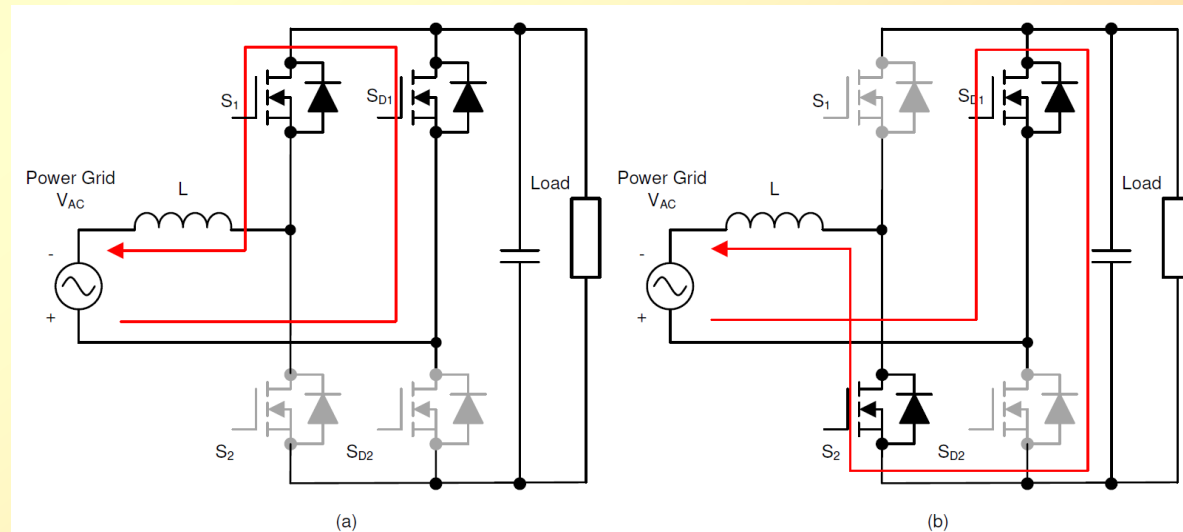 S1
SD1
Power Grid
VAC
L
Load
-
+
S2
SD2
(a)
S1
SD1
Power Grid
VAC
L
Load
-
+
S2
SD2
(b)